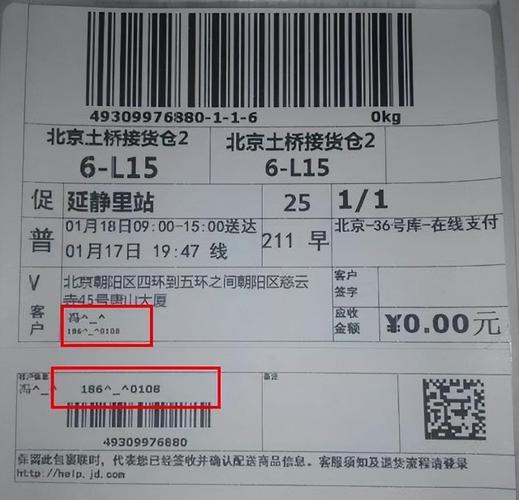 49309976880-1-1-6 0kg
北京土桥接货仓2 北京土桥接货仓2
6-L15 6-L15
促 延静里站 25 1/1
普 01月18日09:00-15:00送达 211 早 北京-36号库-在线支付
01月17日 19:47 线
V 北京朝阳区四环到五环之间朝阳区慈云
寺45号唐山大厦
客户
签字
客户
冯^_^
186^_^0108
应收
金额 ¥0.00元
冯^_^ 186^_^0108
49309976880
保留此包裹联时，代表您已经签收并确认配送商品信息。客服须知及退货流程请登录
http://help.jd.com